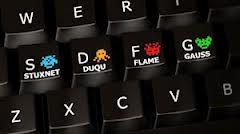 W E R T
S D F G
STUXNET DUQU FLAME GAUSS
Z X C V B